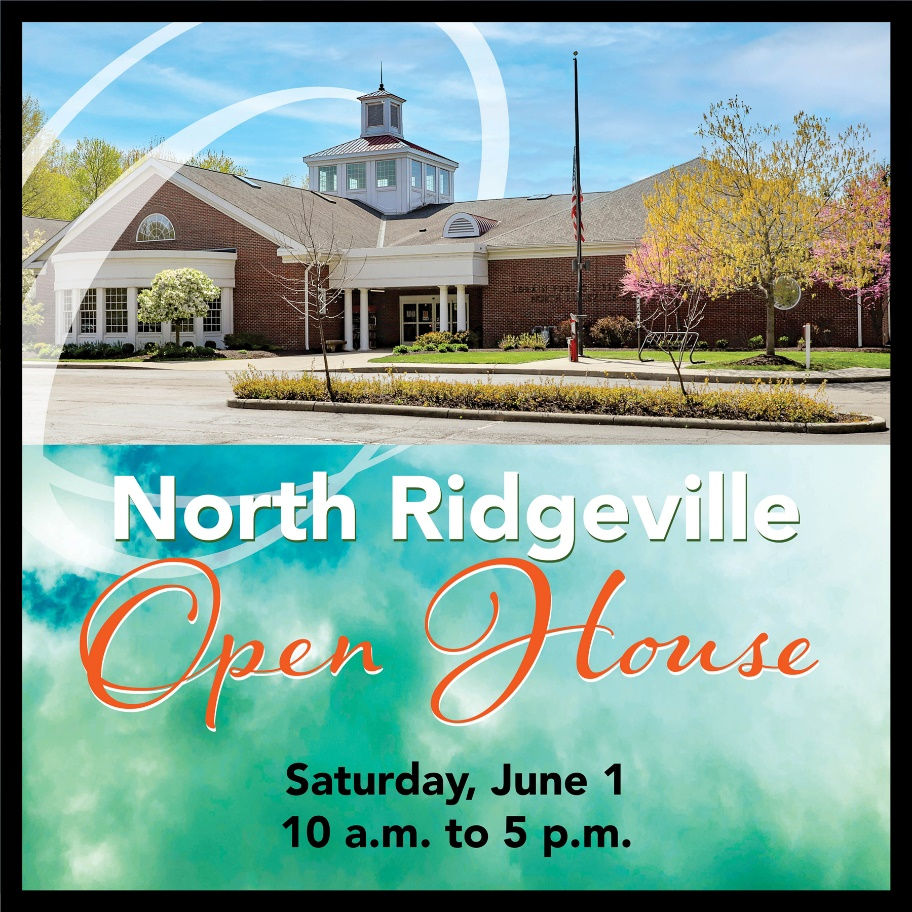 North Ridgeville
Open House
Saturday, June 1
10 a.m. to 5 p.m.